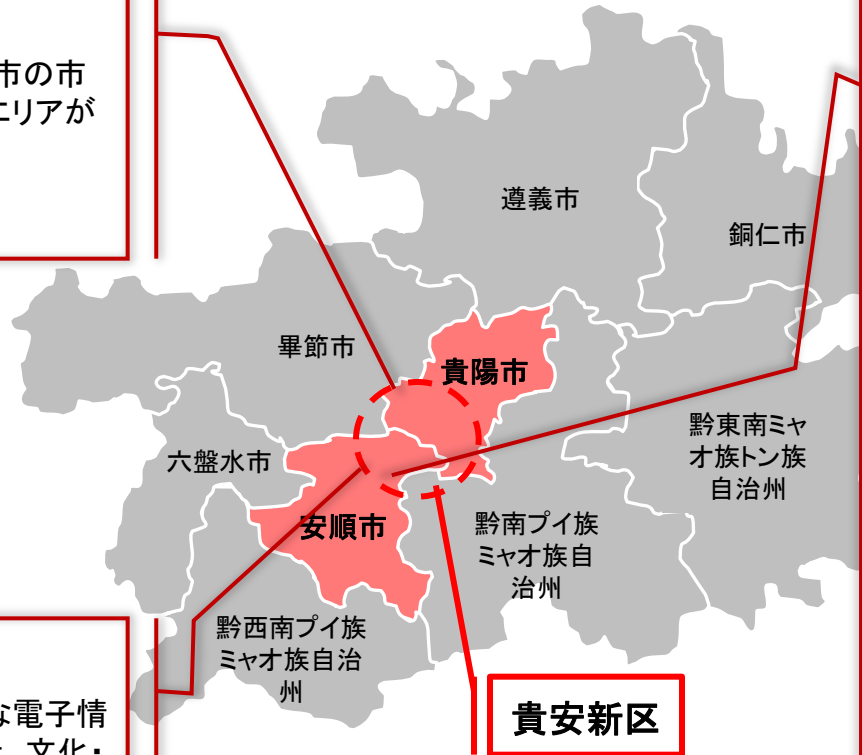 市の市
エリアが
遵義市
銅仁市
畢節市
貴陽市
六盤水市
黔東南ミャ
オ族トン族
自治州
安順市
黔南プイ族
ミャオ族自
治州
黔西南プイ族
ミャオ族自治
州
な電子情
文化・
貴安新区